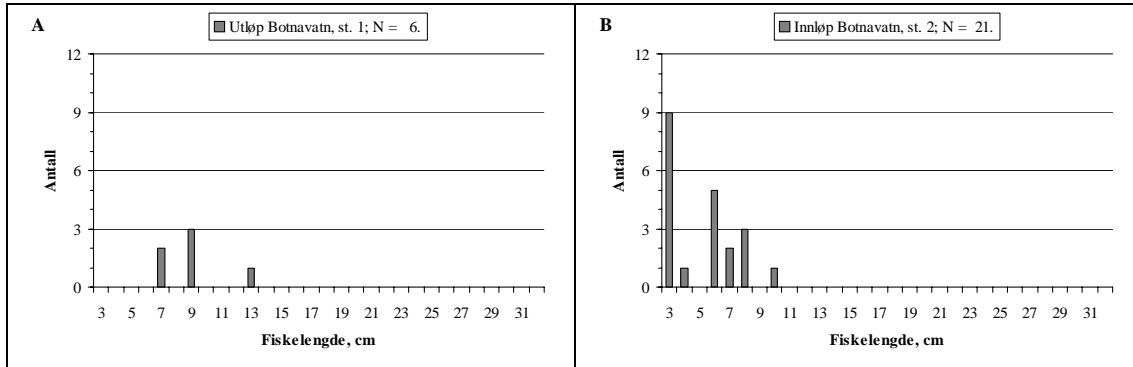 A
Utløp Botnavatn, st. 1; N = 6.
12
9
6
3
0
Antall
3 5 7 9 11 13 15 17 19 21 23 25 27 29 31
Fiskelengde, cm
B
Innløp Botnavatn, st. 2; N = 21.
12
9
6
3
0
Antall
3 5 7 9 11 13 15 17 19 21 23 25 27 29 31
Fiskelengde, cm